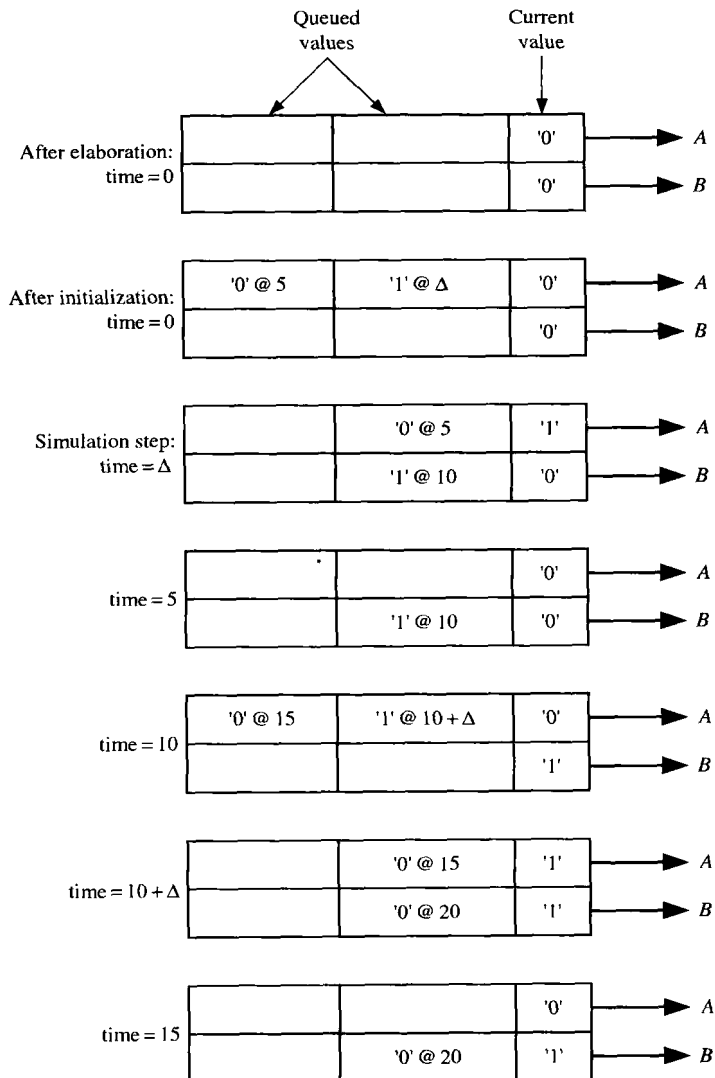 Queued values
Current value
After elaboration: time = 0
'0' A
'0' B
After initialization: time = 0
'0' @ 5 '1' @ Δ '0' A
'0' B
Simulation step: time = Δ
'0' @ 5 '1' A
'1' @ 10 '0' B
time = 5
'0' A
'1' @ 10 '0' B
time = 10
'0' @ 15 '1' @ 10 + Δ '0' A
'1' B
time = 10 + Δ
'0' @ 15 '1' A
'0' @ 20 '1' B
time = 15
'0' A
'0' @ 20 '1' B